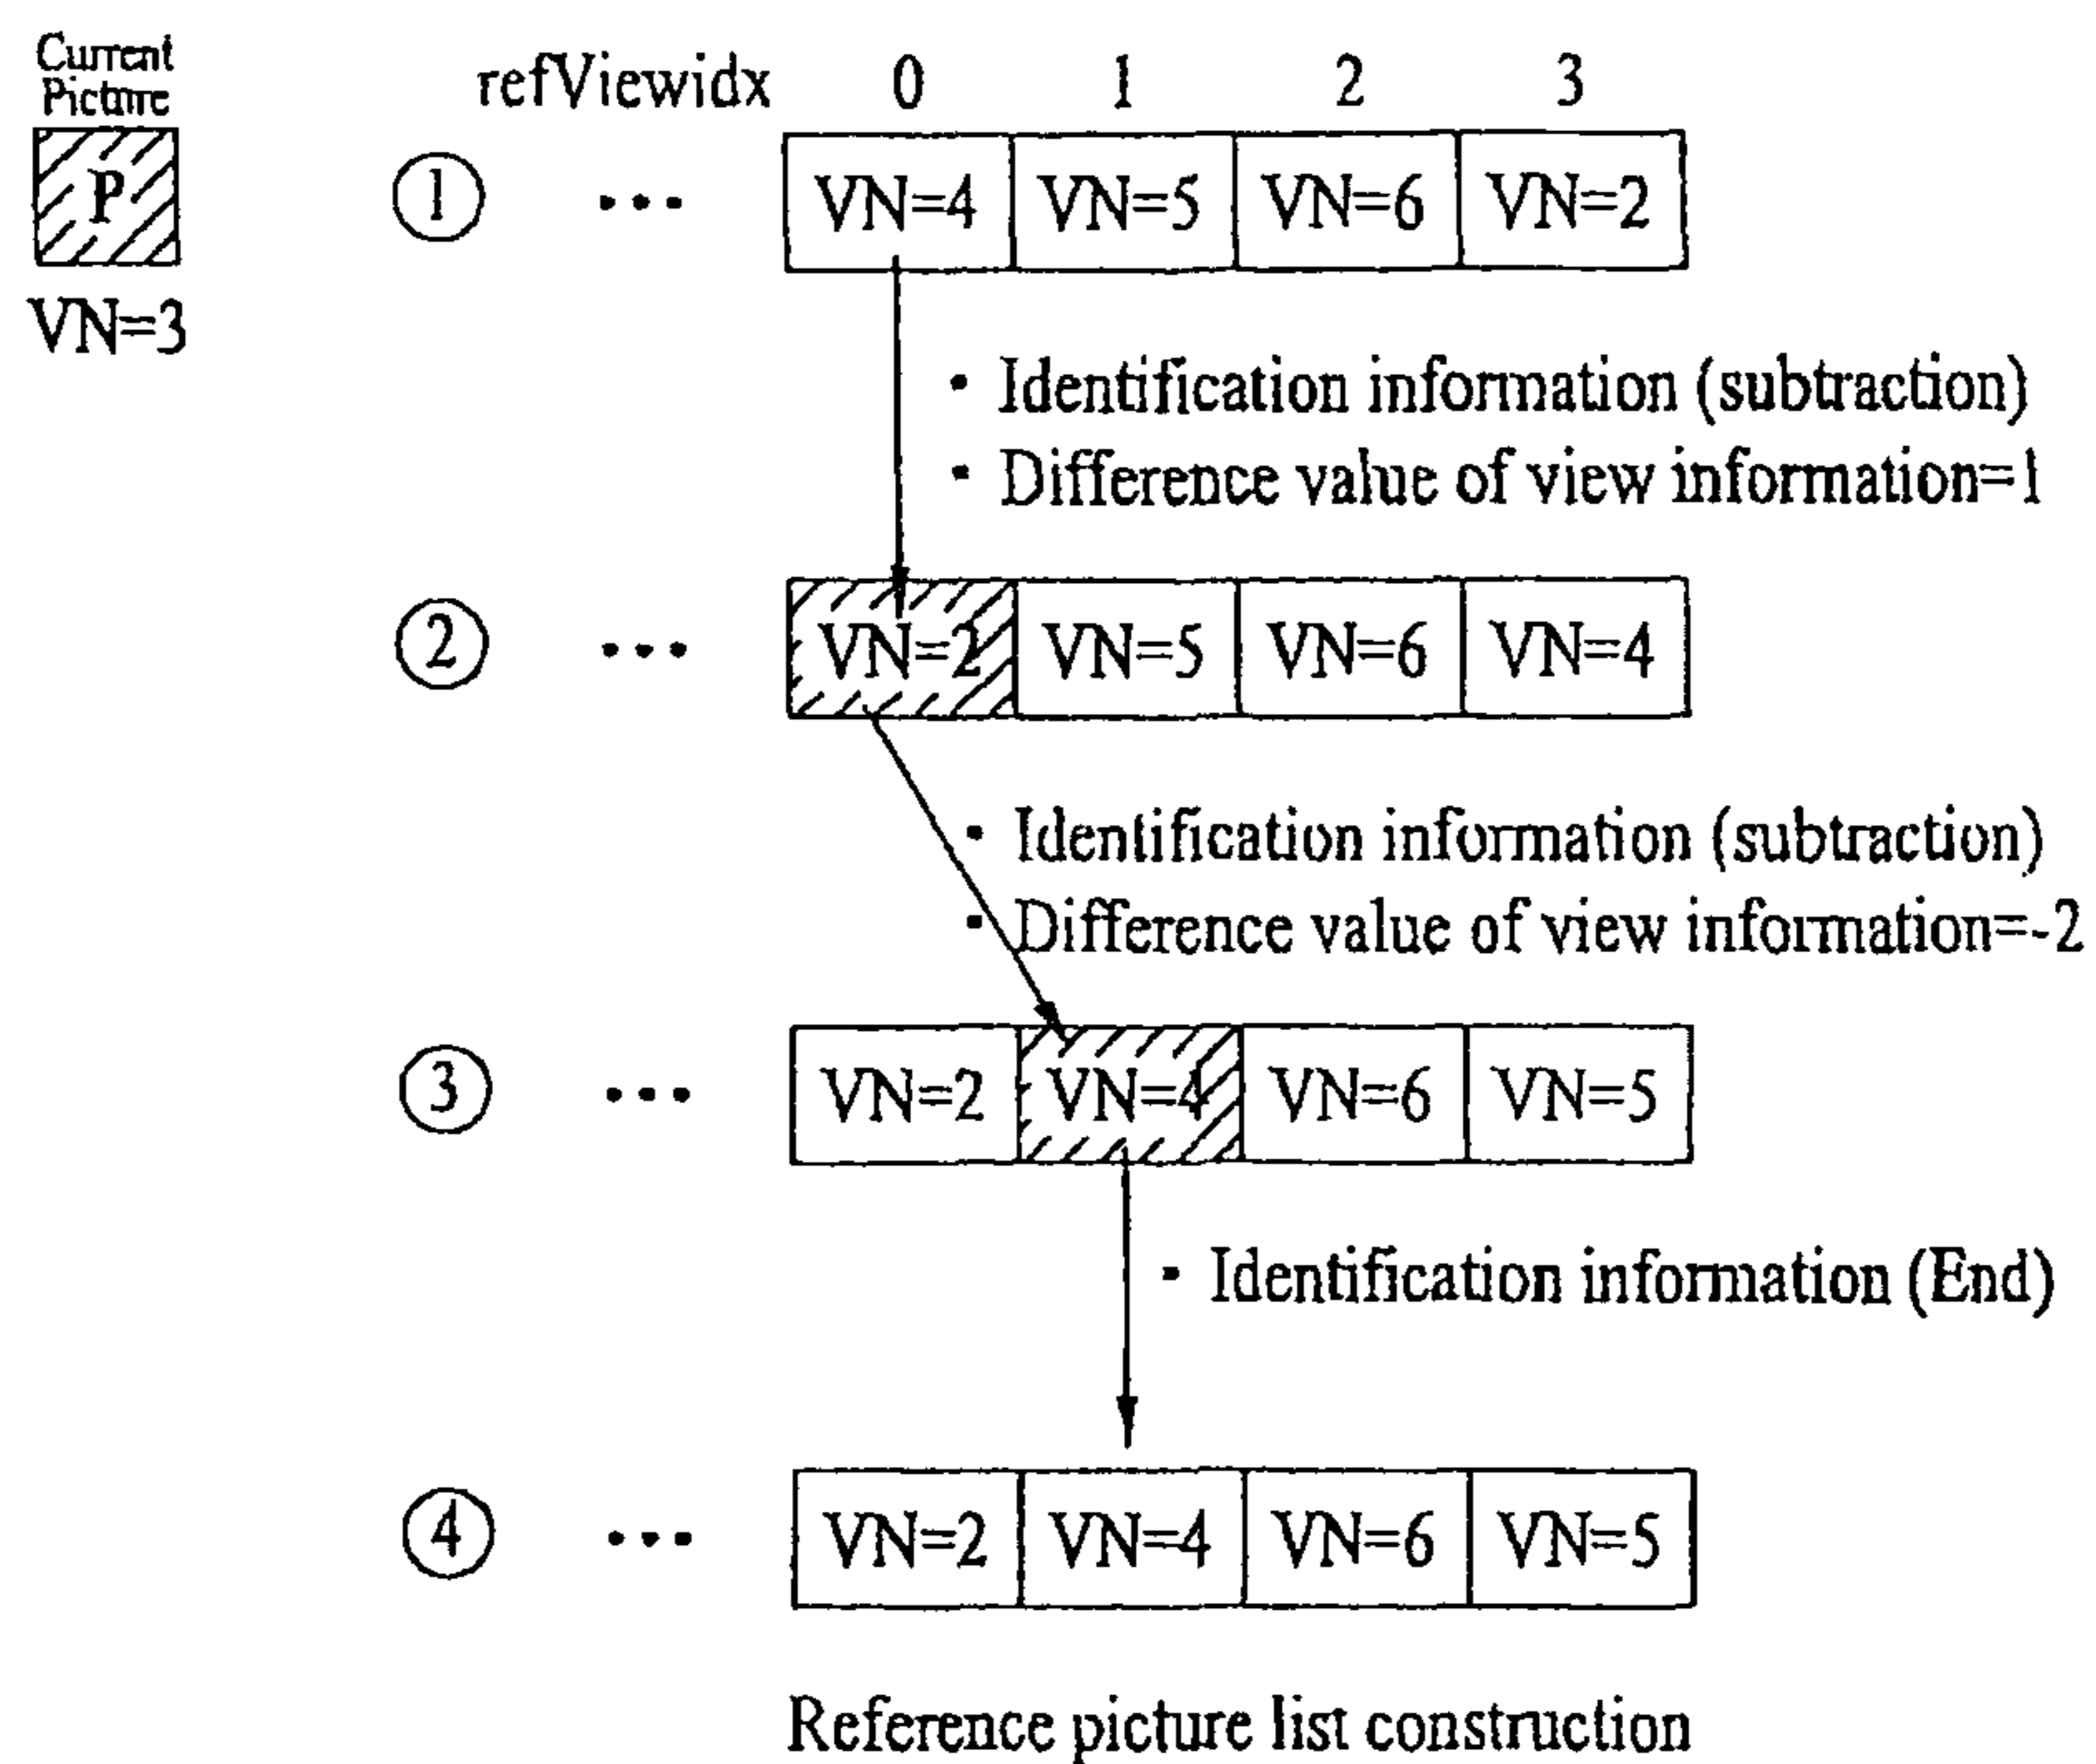 Current
Picture
P
VN=3
refViewidx 0 1 2 3
① ... VN=4 VN=5 VN=6 VN=2
• Identification information (subtraction)
• Difference value of view information=1
② ... VN=2 VN=5 VN=6 VN=4
• Identification information (subtraction)
• Difference value of view information=-2
③ ... VN=2 VN=4 VN=6 VN=5
• Identification information (End)
④ ... VN=2 VN=4 VN=6 VN=5
Reference picture list construction